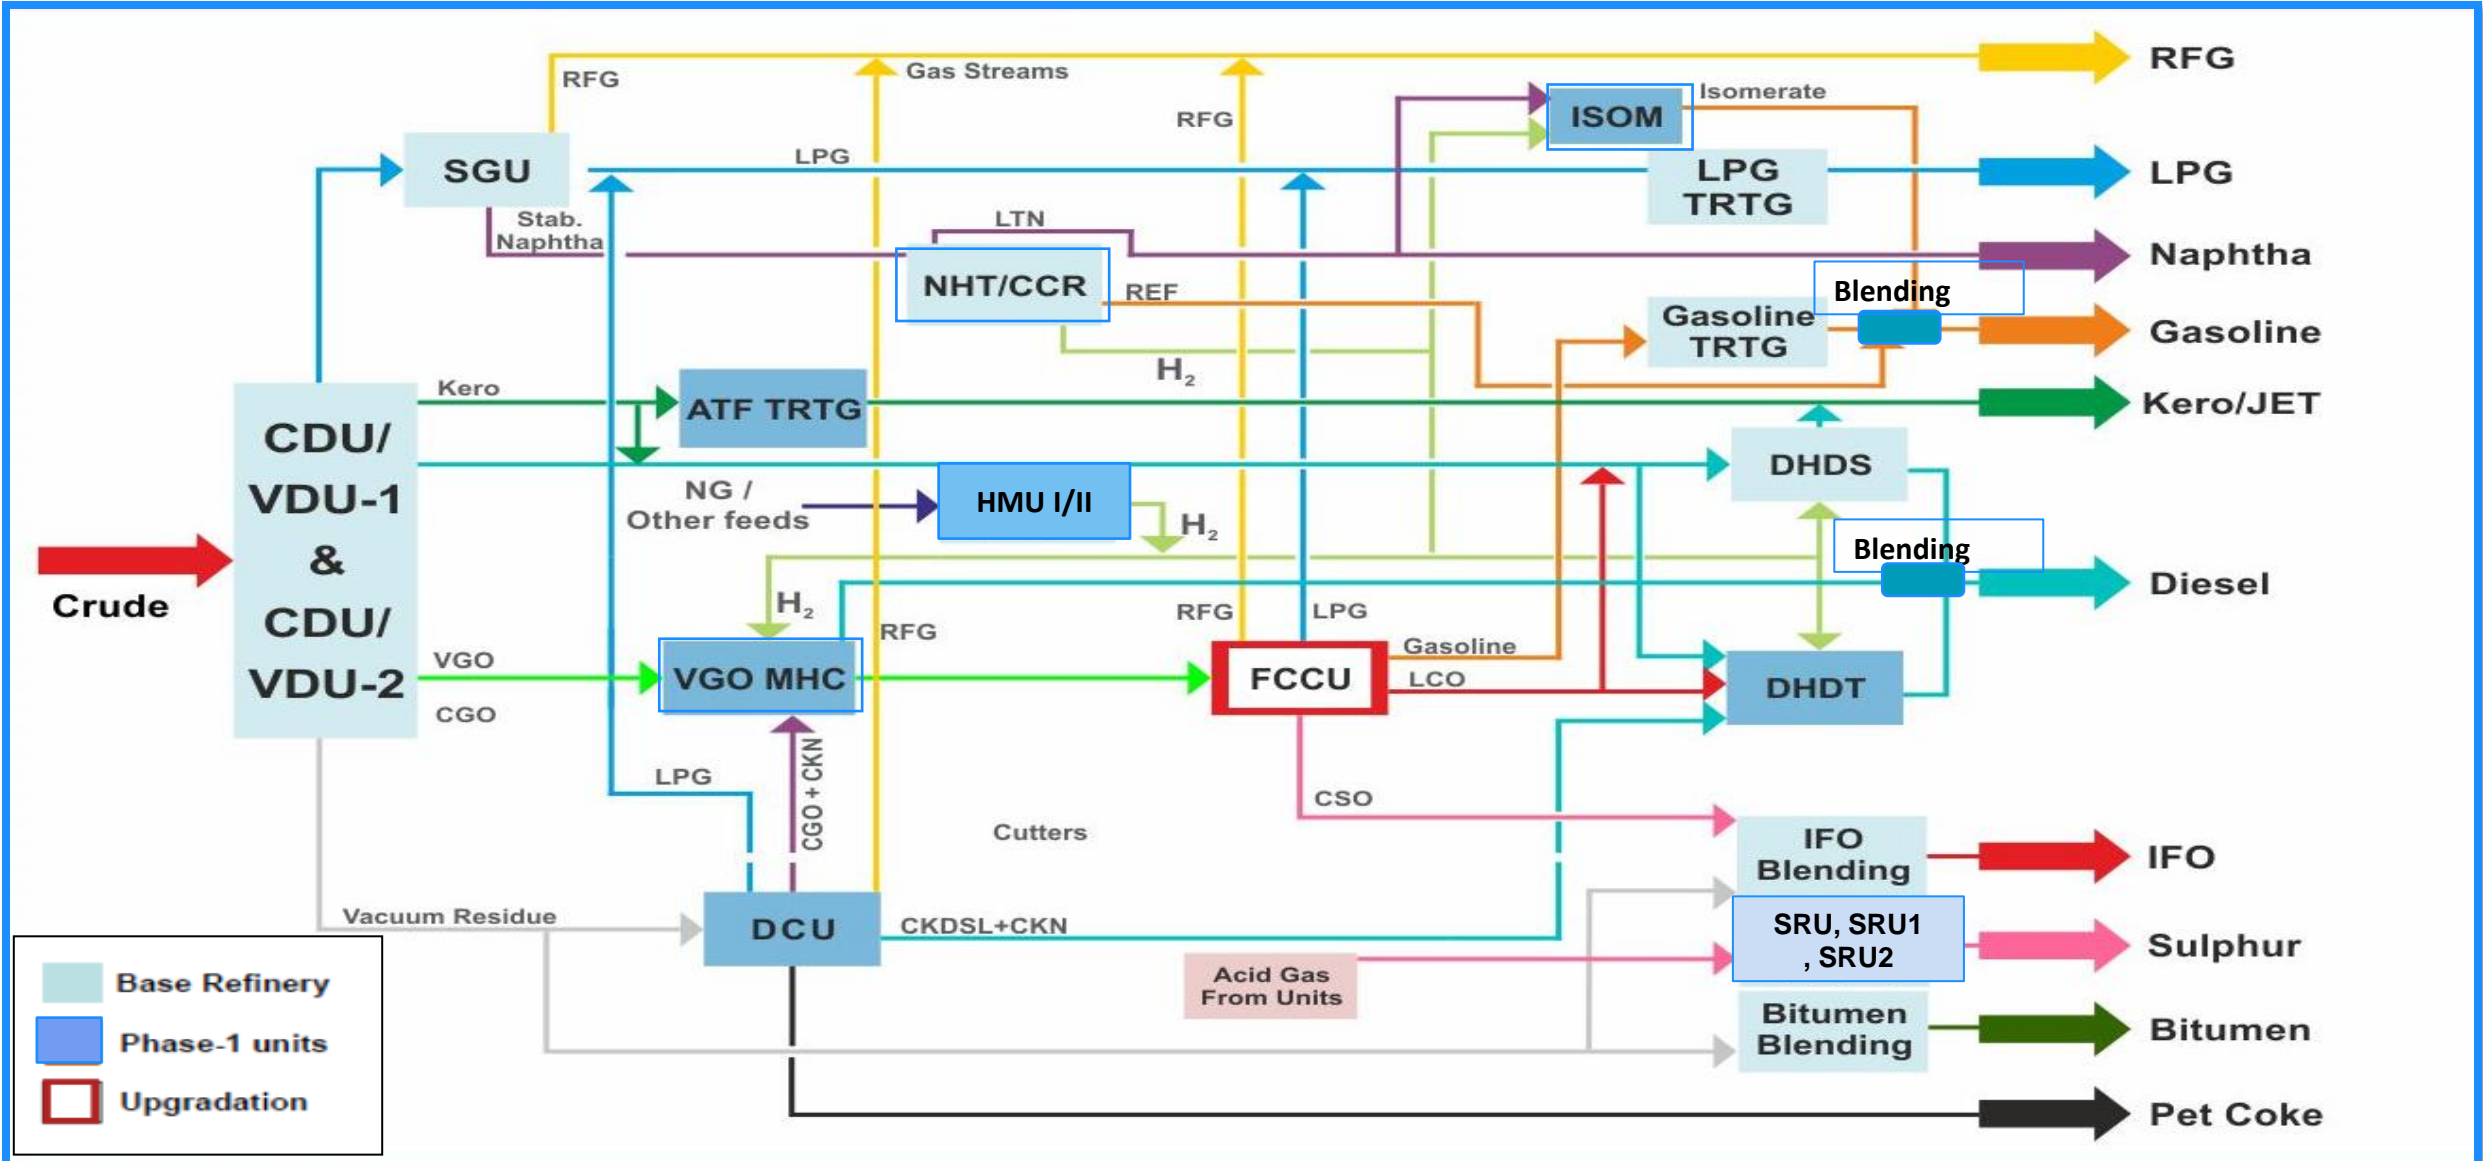 RFG
Gas Streams
RFG
RFG
ISOM
Isomerate
SGU
LPG
LPG
TRTG
LPG
Stab.
Naphtha
LTN
NHT/CCR
REF
Naphtha
Blending
Gasoline
TRTG
Gasoline
H₂
Kero
ATF TRTG
Kero/JET
CDU/
VDU-1
&
CDU/
VDU-2
Crude
NG /
Other feeds
HMU I/II
H₂
DHDS
Blending
Diesel
H₂
RFG
RFG
LPG
VGO
CGO
VGO MHC
FCCU
Gasoline
LCO
DHDT
LPG
CGO + CKN
Cutters
CSO
IFO
Blending
IFO
Vacuum Residue
DCU
CKDSL+CKN
Acid Gas
From Units
SRU, SRU1
, SRU2
Sulphur
Bitumen
Blending
Bitumen
Pet Coke
Base Refinery
Phase-1 units
Upgradation